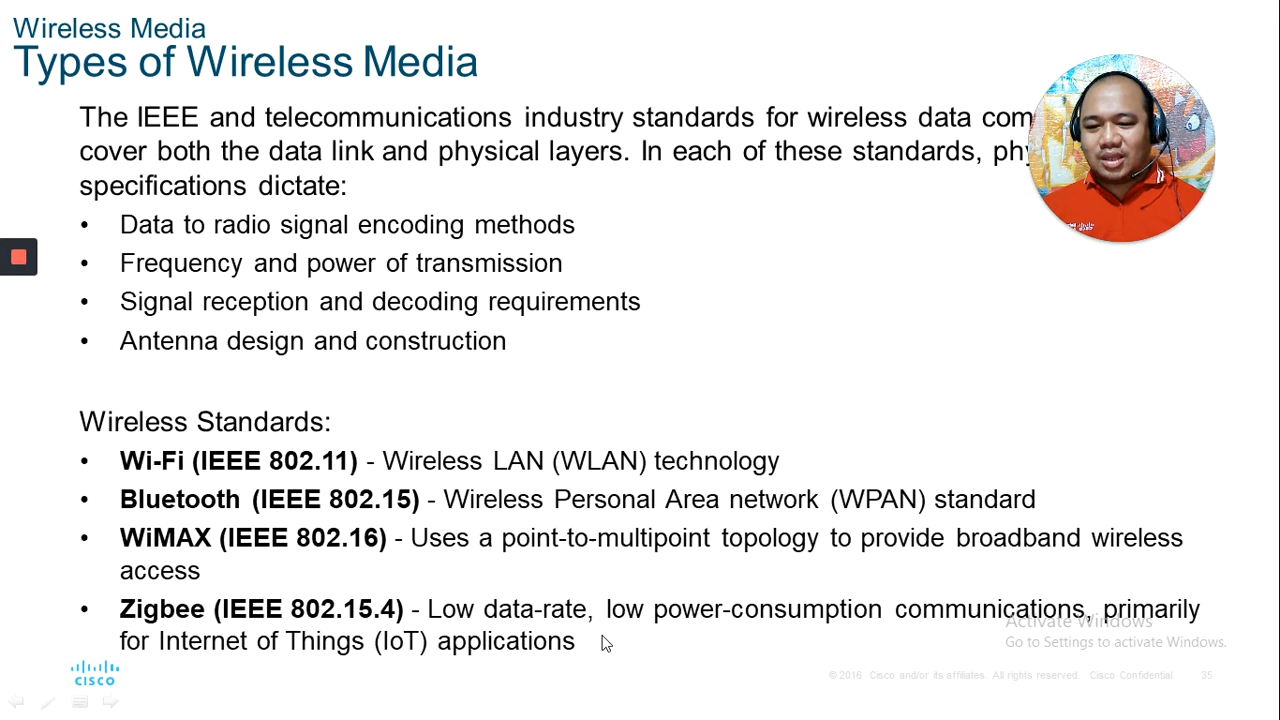 Wireless Media
Types of Wireless Media
The IEEE and telecommunications industry standards for wireless data
cover both the data link and physical layers. In each of these standards,
specifications dictate:
• Data to radio signal encoding methods
• Frequency and power of transmission
• Signal reception and decoding requirements
• Antenna design and construction
Wireless Standards:
• Wi-Fi (IEEE 802.11) - Wireless LAN (WLAN) technology
• Bluetooth (IEEE 802.15) - Wireless Personal Area network (WPAN) standard
• WiMAX (IEEE 802.16) - Uses a point-to-multipoint topology to provide broadband wireless
access
• Zigbee (IEEE 802.15.4) - Low data-rate, low power-consumption communications, primarily
for Internet of Things (IoT) applications
Activate Windows
Go to Settings to activate Windows.
CISCO
© 2016 Cisco and/or its affiliates. All rights reserved. Cisco Confidential 35